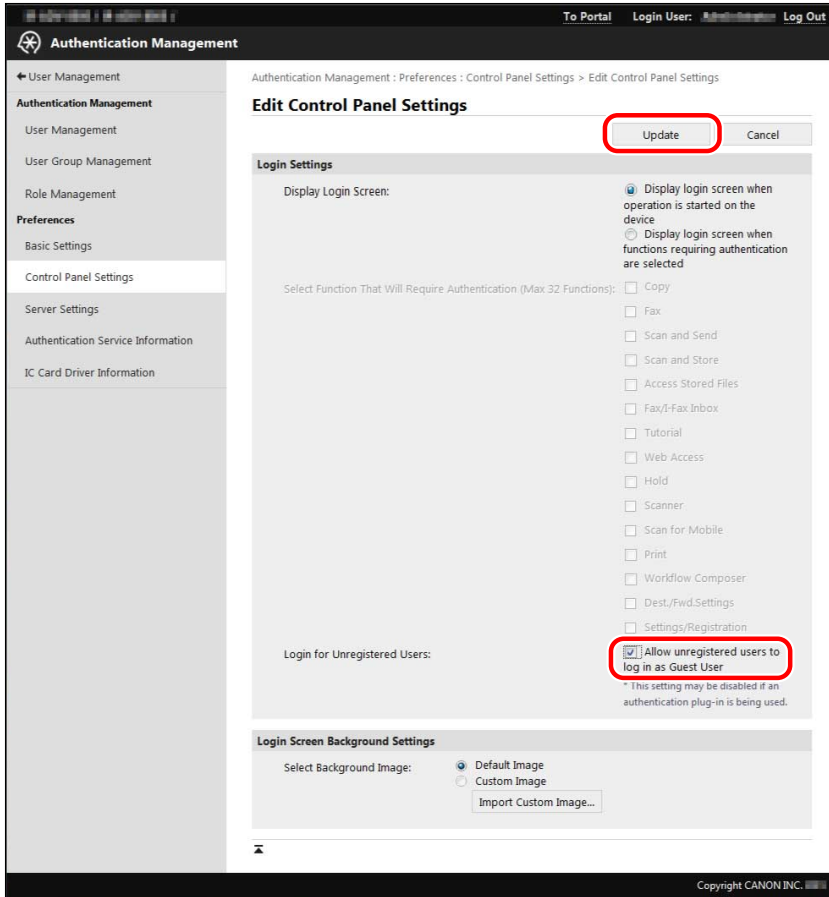 To Portal Login User: Log Out
Authentication Management
User Management
Authentication Management
User Management
User Group Management
Role Management
Preferences
Basic Settings
Control Panel Settings
Server Settings
Authentication Service Information
IC Card Driver Information
Authentication Management : Preferences : Control Panel Settings > Edit Control Panel Settings
Edit Control Panel Settings
Update Cancel
Login Settings
Display Login Screen:
Display login screen when
operation is started on the
device
Display login screen when
functions requiring authentication
are selected
Select Function That Will Require Authentication (Max 32 Functions):
Copy
Fax
Scan and Send
Scan and Store
Access Stored Files
Fax/I-Fax Inbox
Tutorial
Web Access
Hold
Scanner
Scan for Mobile
Print
Workflow Composer
Dest./Fwd.Settings
Settings/Registration
Login for Unregistered Users:
Allow unregistered users to
log in as Guest User
* This setting may be disabled if an
authentication plug-in is being used.
Login Screen Background Settings
Select Background Image:
Default Image
Custom Image
Import Custom Image...
Copyright CANON INC.